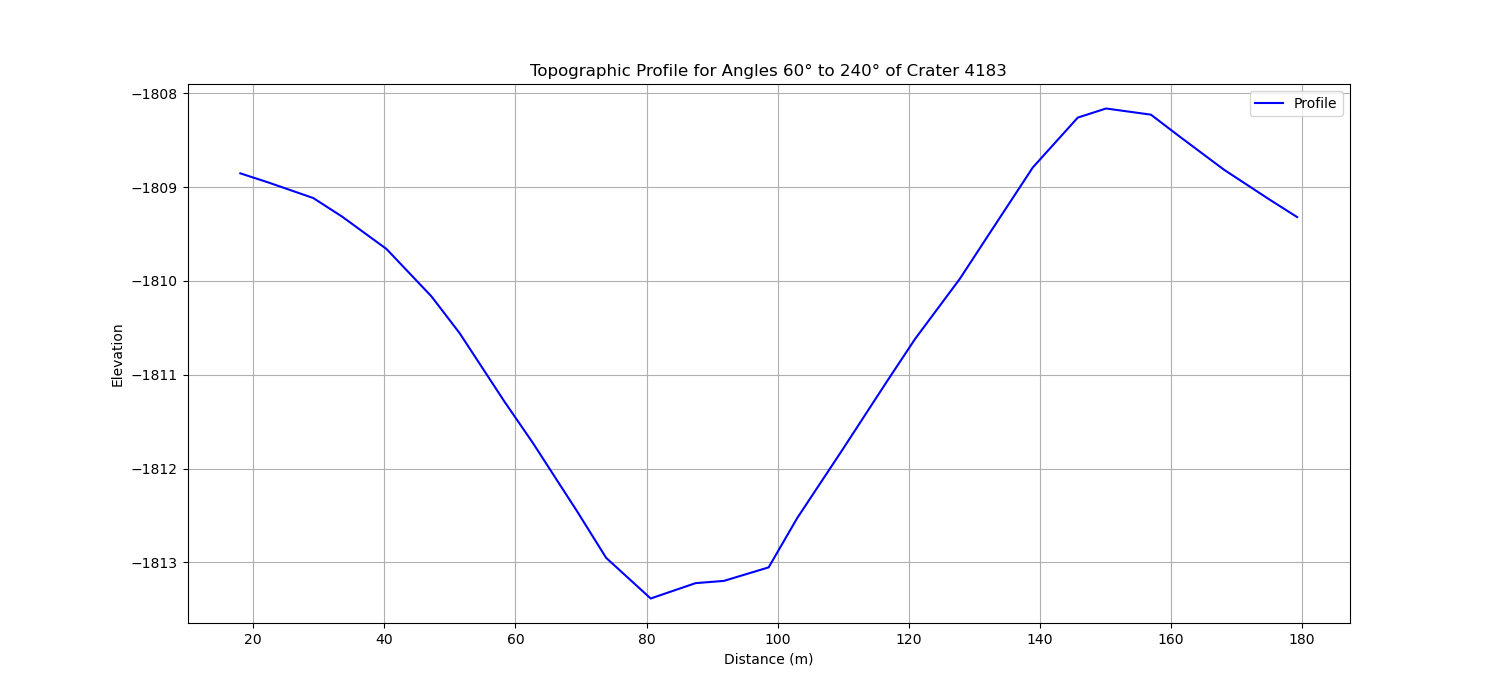 Topographic Profile for Angles 60° to 240° of Crater 4183
Profile
−1808
−1809
−1810
−1811
−1812
−1813
Elevation
20 40 60 80 100 120 140 160 180
Distance (m)